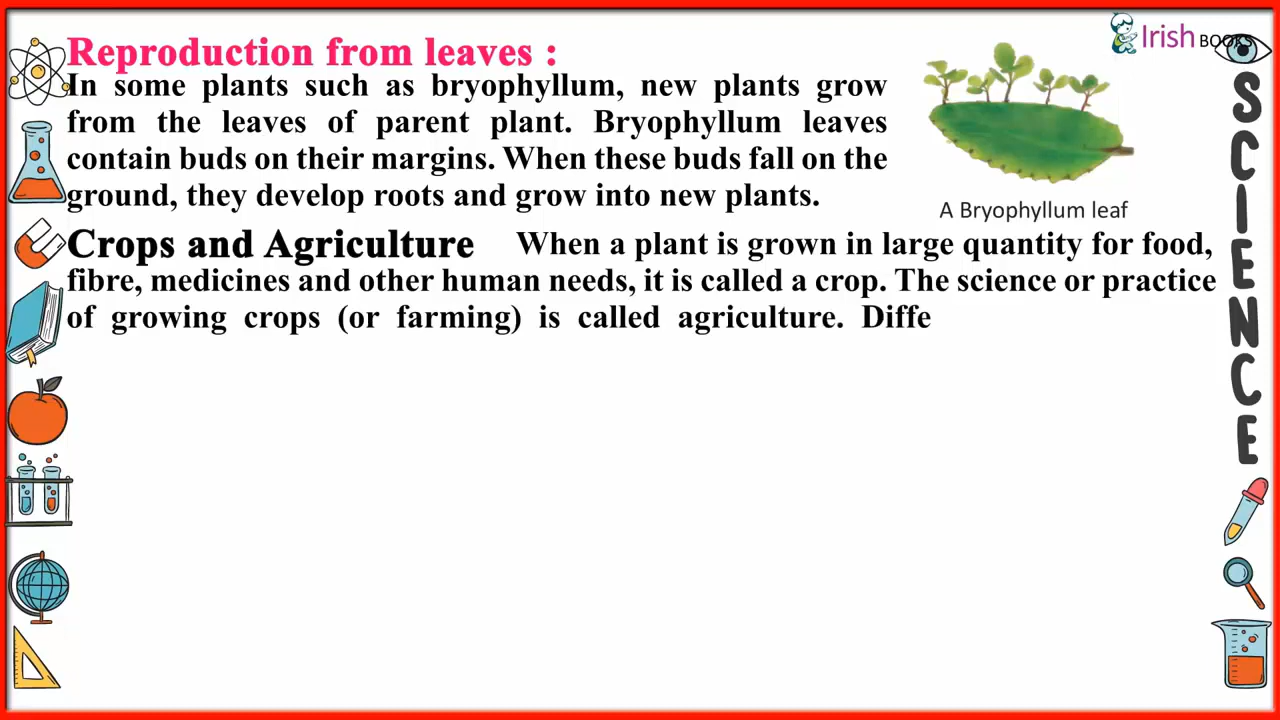 Irish BOOKS
Reproduction from leaves :
In some plants such as bryophyllum, new plants grow
from the leaves of parent plant. Bryophyllum leaves
contain buds on their margins. When these buds fall on the
ground, they develop roots and grow into new plants.
A Bryophyllum leaf
Crops and Agriculture When a plant is grown in large quantity for food,
fibre, medicines and other human needs, it is called a crop. The science or practice
of growing crops (or farming) is called agriculture. Diffe
SCIENCE